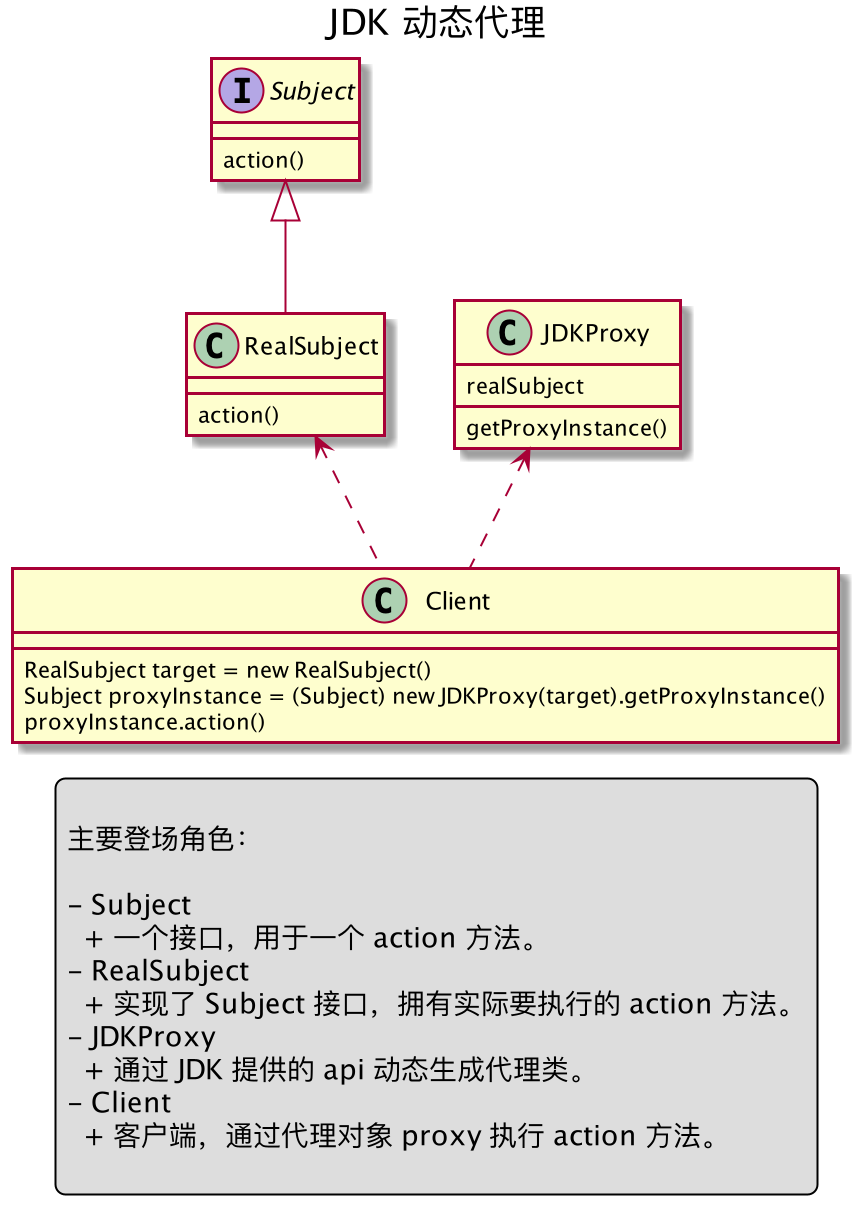 JDK 动态代理
I Subject
action()
C RealSubject
action()
C JDKProxy
realSubject
getProxyInstance()
C Client
RealSubject target = new RealSubject()
Subject proxyInstance = (Subject) new JDKProxy(target).getProxyInstance()
proxyInstance.action()
主要登场角色：
- Subject
+ 一个接口，用于一个 action 方法。
- RealSubject
+ 实现了 Subject 接口，拥有实际要执行的 action 方法。
- JDKProxy
+ 通过 JDK 提供的 api 动态生成代理类。
- Client
+ 客户端，通过代理对象 proxy 执行 action 方法。